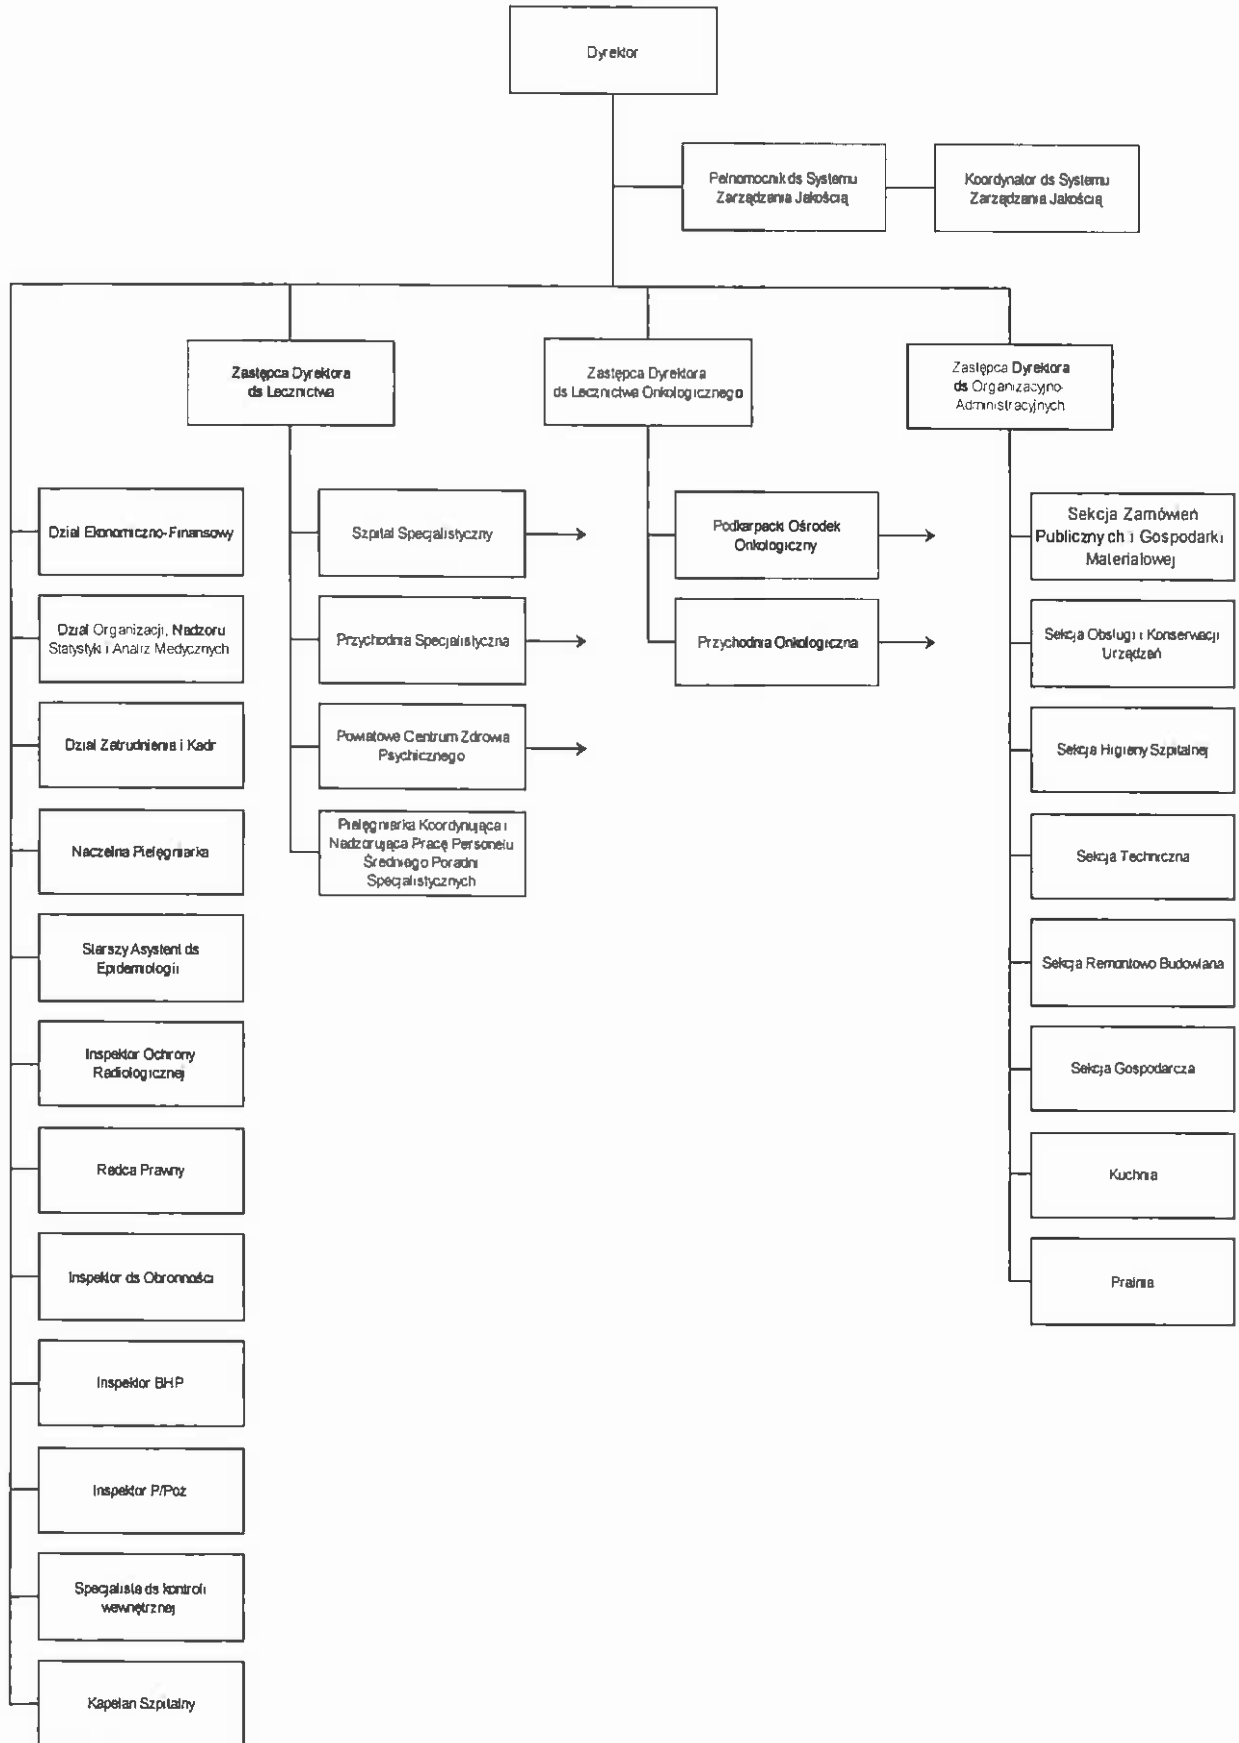 Dyrektor
Pełnomocnik ds Systemu
Zarządzania Jakością
Koordynator ds Systemu
Zarządzania Jakością
Zastępca Dyrektora
ds Lecznictwa
Zastępca Dyrektora
ds Lecznictwa Onkologicznego
Zastępca Dyrektora
ds Organizacyjno-
Administracyjnych
Dział Ekonomiczno-Finansowy
Dział Organizacji, Nadzoru
Statystyki i Analiz Medycznych
Dział Zatrudnienia i Kadr
Naczelna Pielęgniarka
Starszy Asystent ds
Epidemiologii
Inspektor Ochrony
Radiologicznej
Radca Prawny
Inspektor ds Obronności
Inspektor BHP
Inspektor P/Poż
Specjalista ds kontroli
wewnętrznej
Kapelan Szpitalny
Szpital Specjalistyczny
Przychodnia Specjalistyczna
Powiatowe Centrum Zdrowia
Psychicznego
Pielęgniarka Koordynująca i
Nadzorująca Pracę Personelu
Średniego Poradni
Specjalistycznych
Podkarpacki Ośrodek
Onkologiczny
Przychodnia Onkologiczna
Sekcja Zamówień
Publicznych i Gospodarki
Materiałowej
Sekcja Obsługi i Konserwacji
Urządzeń
Sekcja Higieny Szpitalnej
Sekcja Techniczna
Sekcja Remontowo Budowlana
Sekcja Gospodarcza
Kuchnia
Pralnia